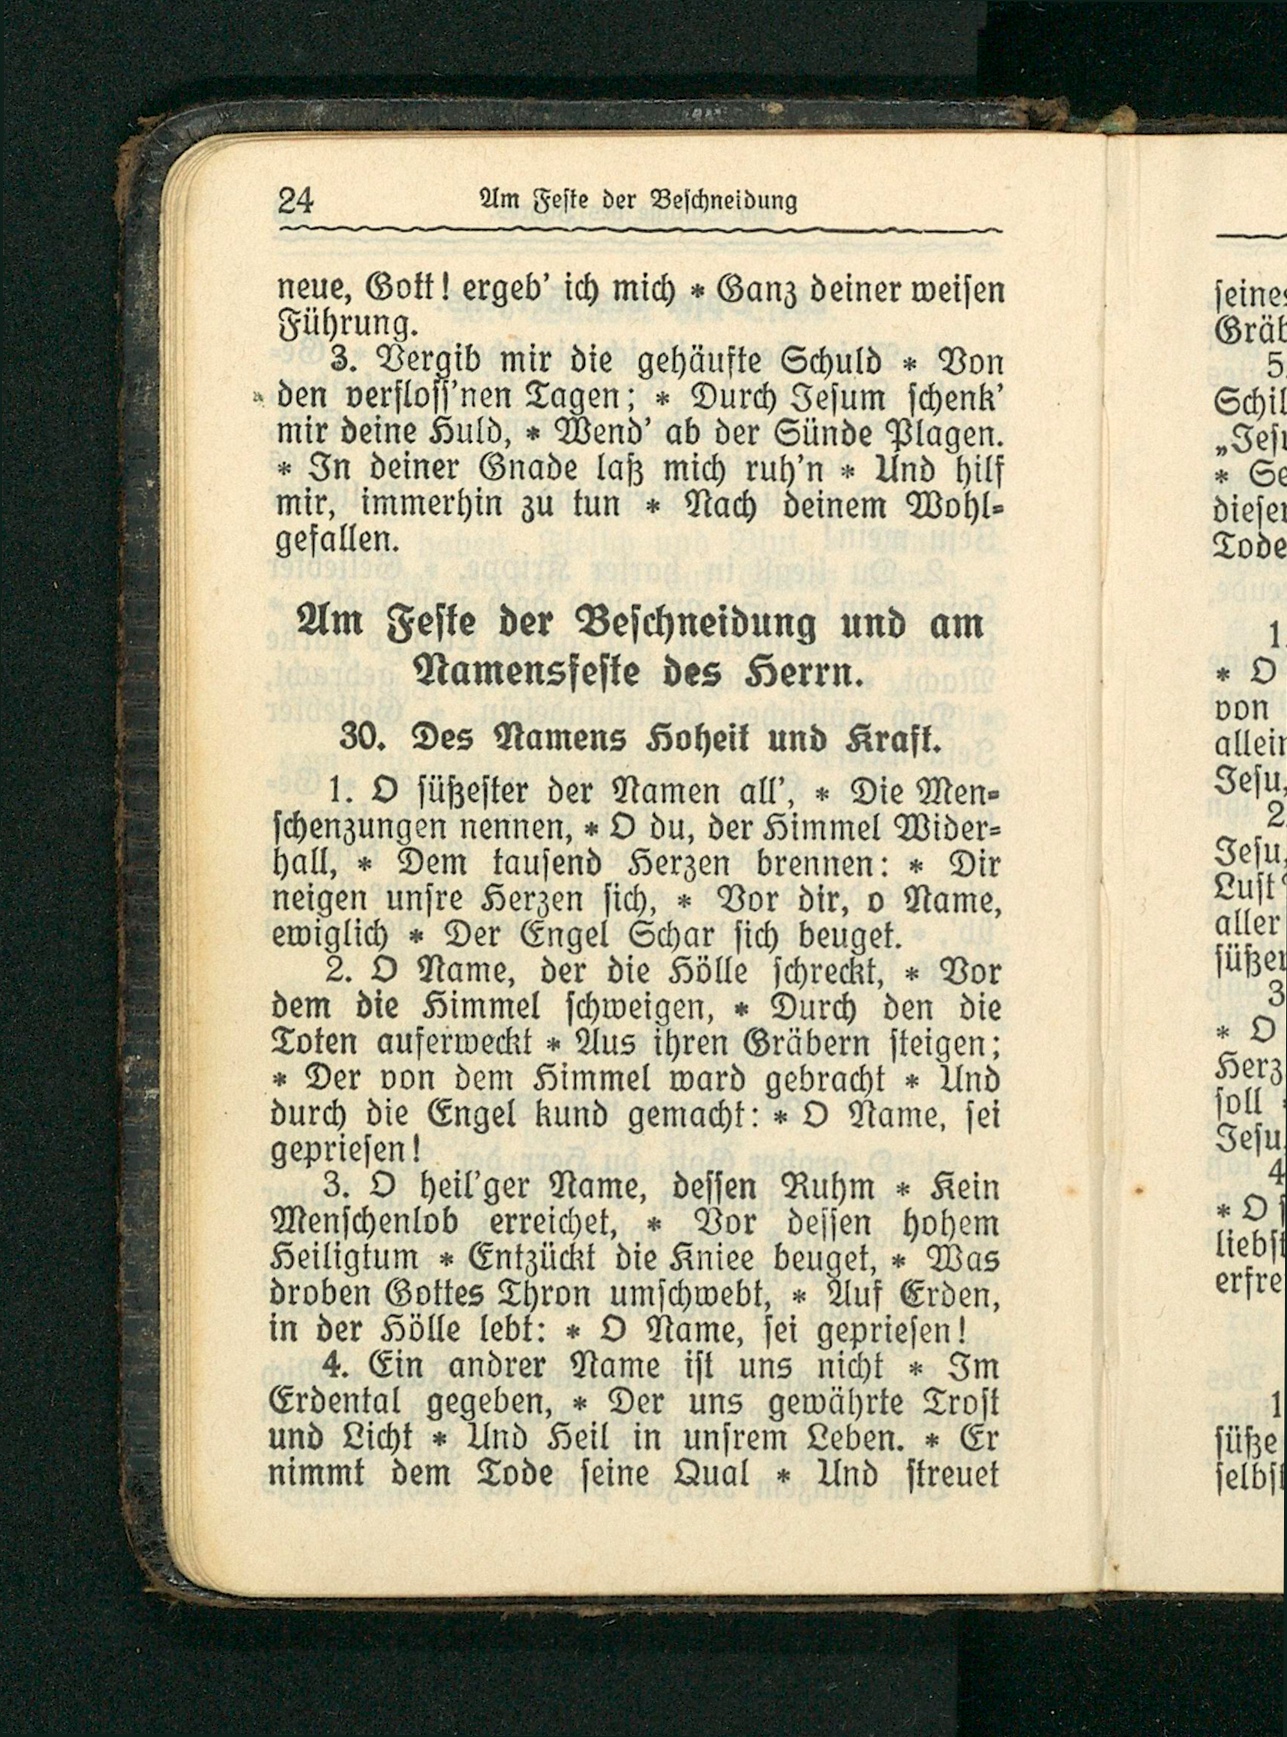 24 Am Feste der Beschneidung
neue, Gott! ergeb' ich mich * Ganz deiner weisen
Führung.
3. Vergib mir die gehäufte Schuld * Von
den verfloss'nen Tagen; * Durch Jesum schenk'
mir deine Huld, * Wend' ab der Sünde Plagen.
* In deiner Gnade laß mich ruh'n * Und hilf
mir, immerhin zu tun * Nach deinem Wohl-
gefallen.
Am Feste der Beschneidung und am
Namensfeste des Herrn.
30. Des Namens Hoheit und Kraft.
1. O süßester der Namen all', * Die Men-
schenzungen nennen, * O du, der Himmel Wider-
hall, * Dem tausend Herzen brennen: * Dir
neigen unsre Herzen sich, * Vor dir, o Name,
ewiglich * Der Engel Schar sich beuget.
2. O Name, der die Hölle schreckt, * Vor
dem die Himmel schweigen, * Durch den die
Toten auferweckt * Aus ihren Gräbern steigen;
* Der von dem Himmel ward gebracht * Und
durch die Engel kund gemacht: * O Name, sei
gepriesen!
3. O heil'ger Name, dessen Ruhm * Kein
Menschenlob erreichet, * Vor dessen hohem
Heiligtum * Entzückt die Kniee beuget, * Was
droben Gottes Thron umschwebt, * Auf Erden,
in der Hölle lebt: * O Name, sei gepriesen!
4. Ein andrer Name ist uns nicht * Im
Erdental gegeben, * Der uns gewährte Trost
und Licht * Und Heil in unsrem Leben. * Er
nimmt dem Tode seine Qual * Und streuet